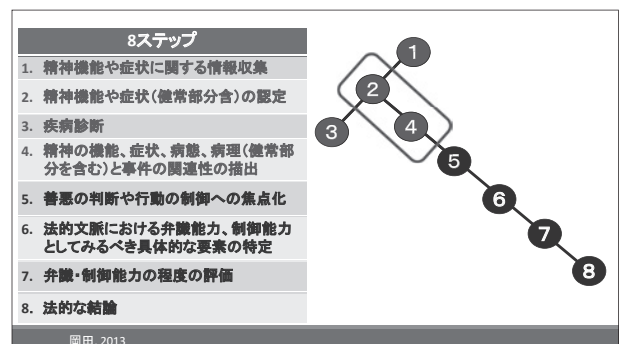 8ステップ
1. 精神機能や症状に関する情報収集
2. 精神機能や症状(健常部分含)の認定
3. 疾病診断
4. 精神の機能、症状、病態、病理(健常部
分を含む)と事件の関連性の描出
5. 善悪の判断や行動の制御への焦点化
6. 法的文脈における弁識能力、制御能力
としてみるべき具体的な要素の特定
7. 弁識・制御能力の程度の評価
8. 法的な結論
1
2
3
4
5
6
7
8
岡田, 2013